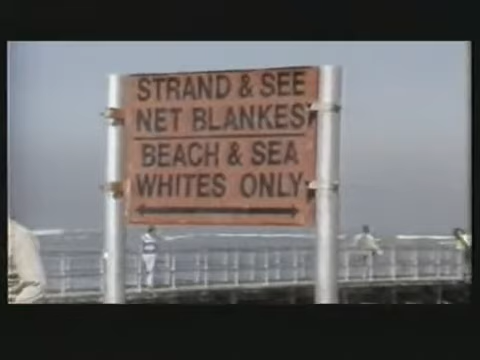 STRAND & SEE
NET BLANKES
BEACH & SEA
WHITES ONLY